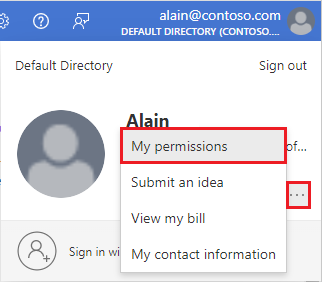 alain@contoso.com
DEFAULT DIRECTORY (CONTOSO....
Default Directory
Sign out
Alain
My permissions
of...
Submit an idea
...
View my bill
Sign in wi
My contact information